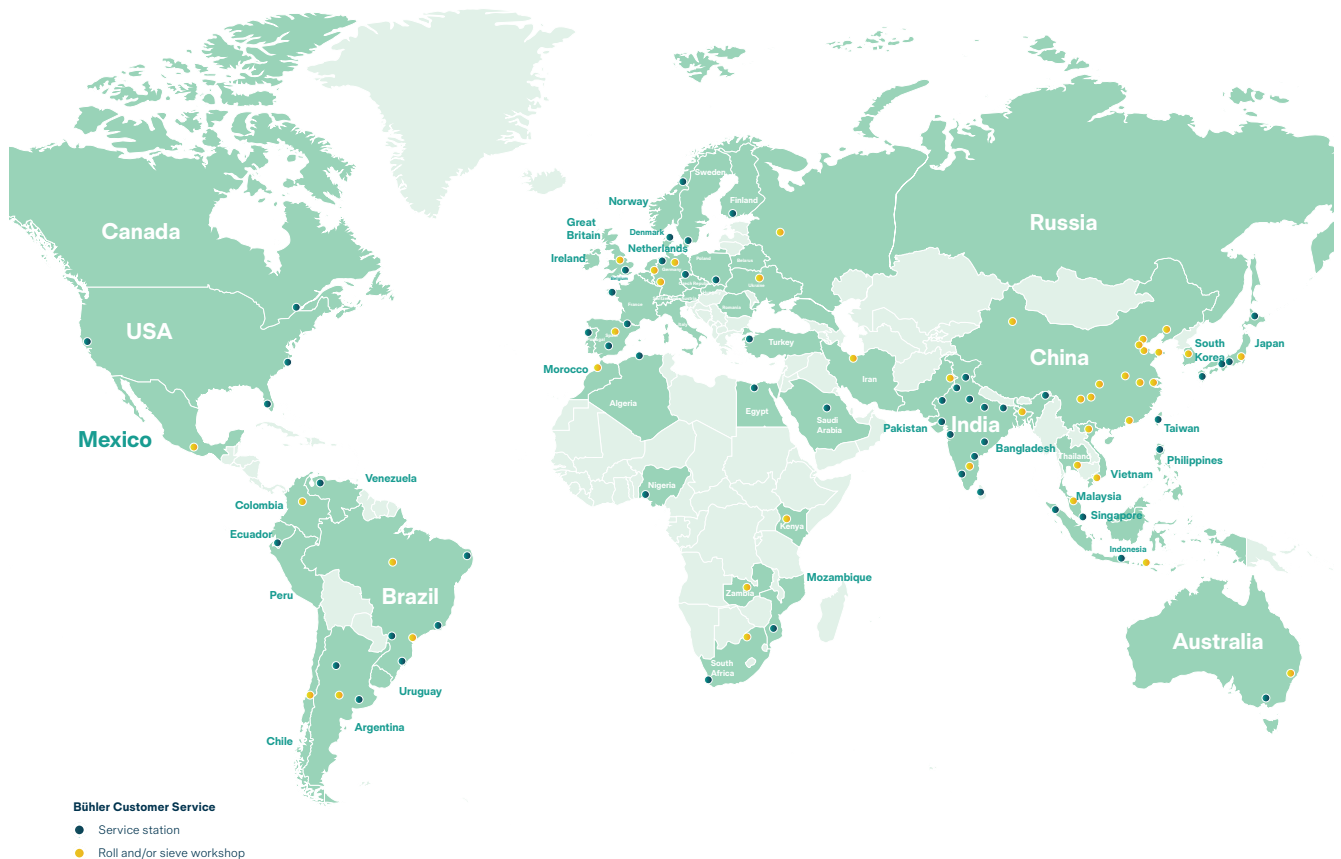 Sweden
Finland
Norway
Great
Britain
Denmark
Canada
Russia
Netherlands
Ireland
Poland
Belarus
Germany
Belgium
Ukraine
France
Romania
USA
Turkey
South
Korea
Japan
China
Morocco
Iran
Algeria
Egypt
Saudi
Arabia
Pakistan
India
Taiwan
Mexico
Bangladesh
Thailand
Philippines
Venezuela
Vietnam
Nigeria
Malaysia
Colombia
Singapore
Kenya
Ecuador
Indonesia
Mozambique
Peru
Brazil
Zambia
Australia
South
Africa
Uruguay
Argentina
Chile
Bühler Customer Service
Service station
Roll and/or sieve workshop